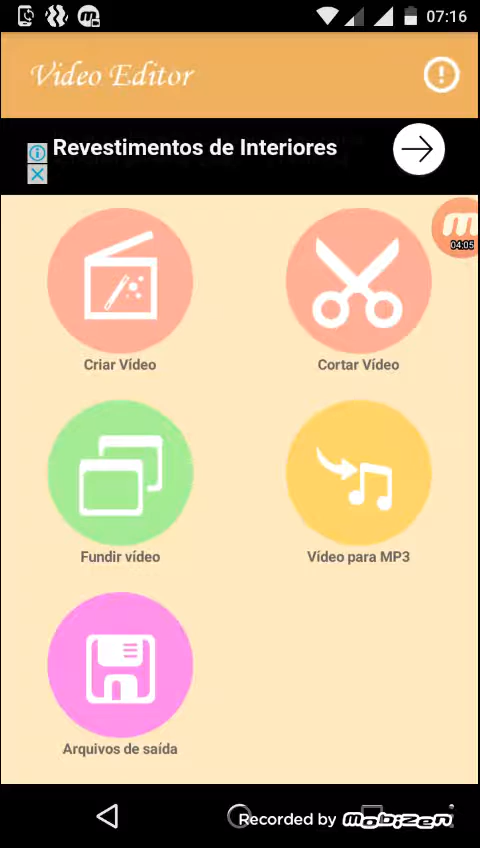 07:16
Video Editor
Revestimentos de Interiores
04:05
Criar Vídeo
Cortar Vídeo
Fundir vídeo
Vídeo para MP3
Arquivos de saída
Recorded by Mobizen